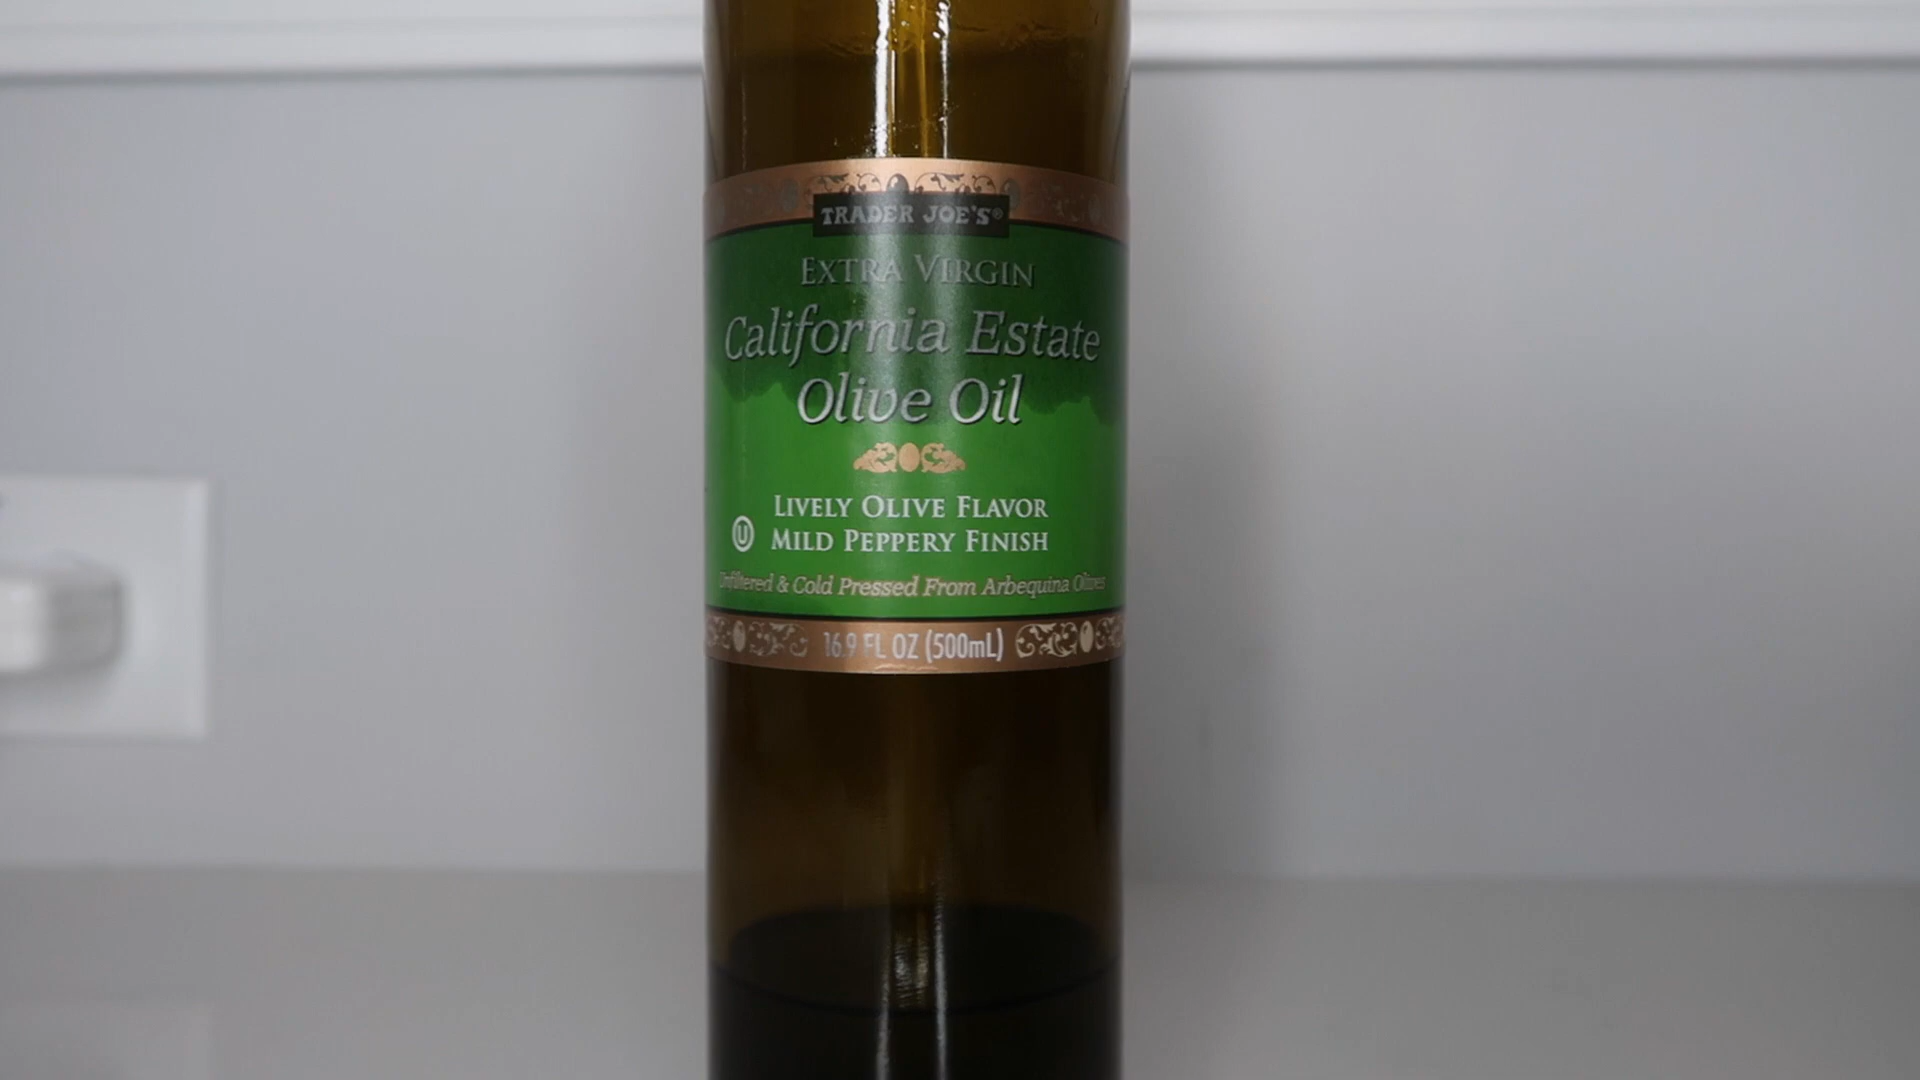 TRADER JOE'S®
EXTRA VIRGIN
California Estate
Olive Oil
LIVELY OLIVE FLAVOR
U MILD PEPPERY FINISH
Unfiltered & Cold Pressed From Arbequina Olives
16.9 FL OZ (500mL)